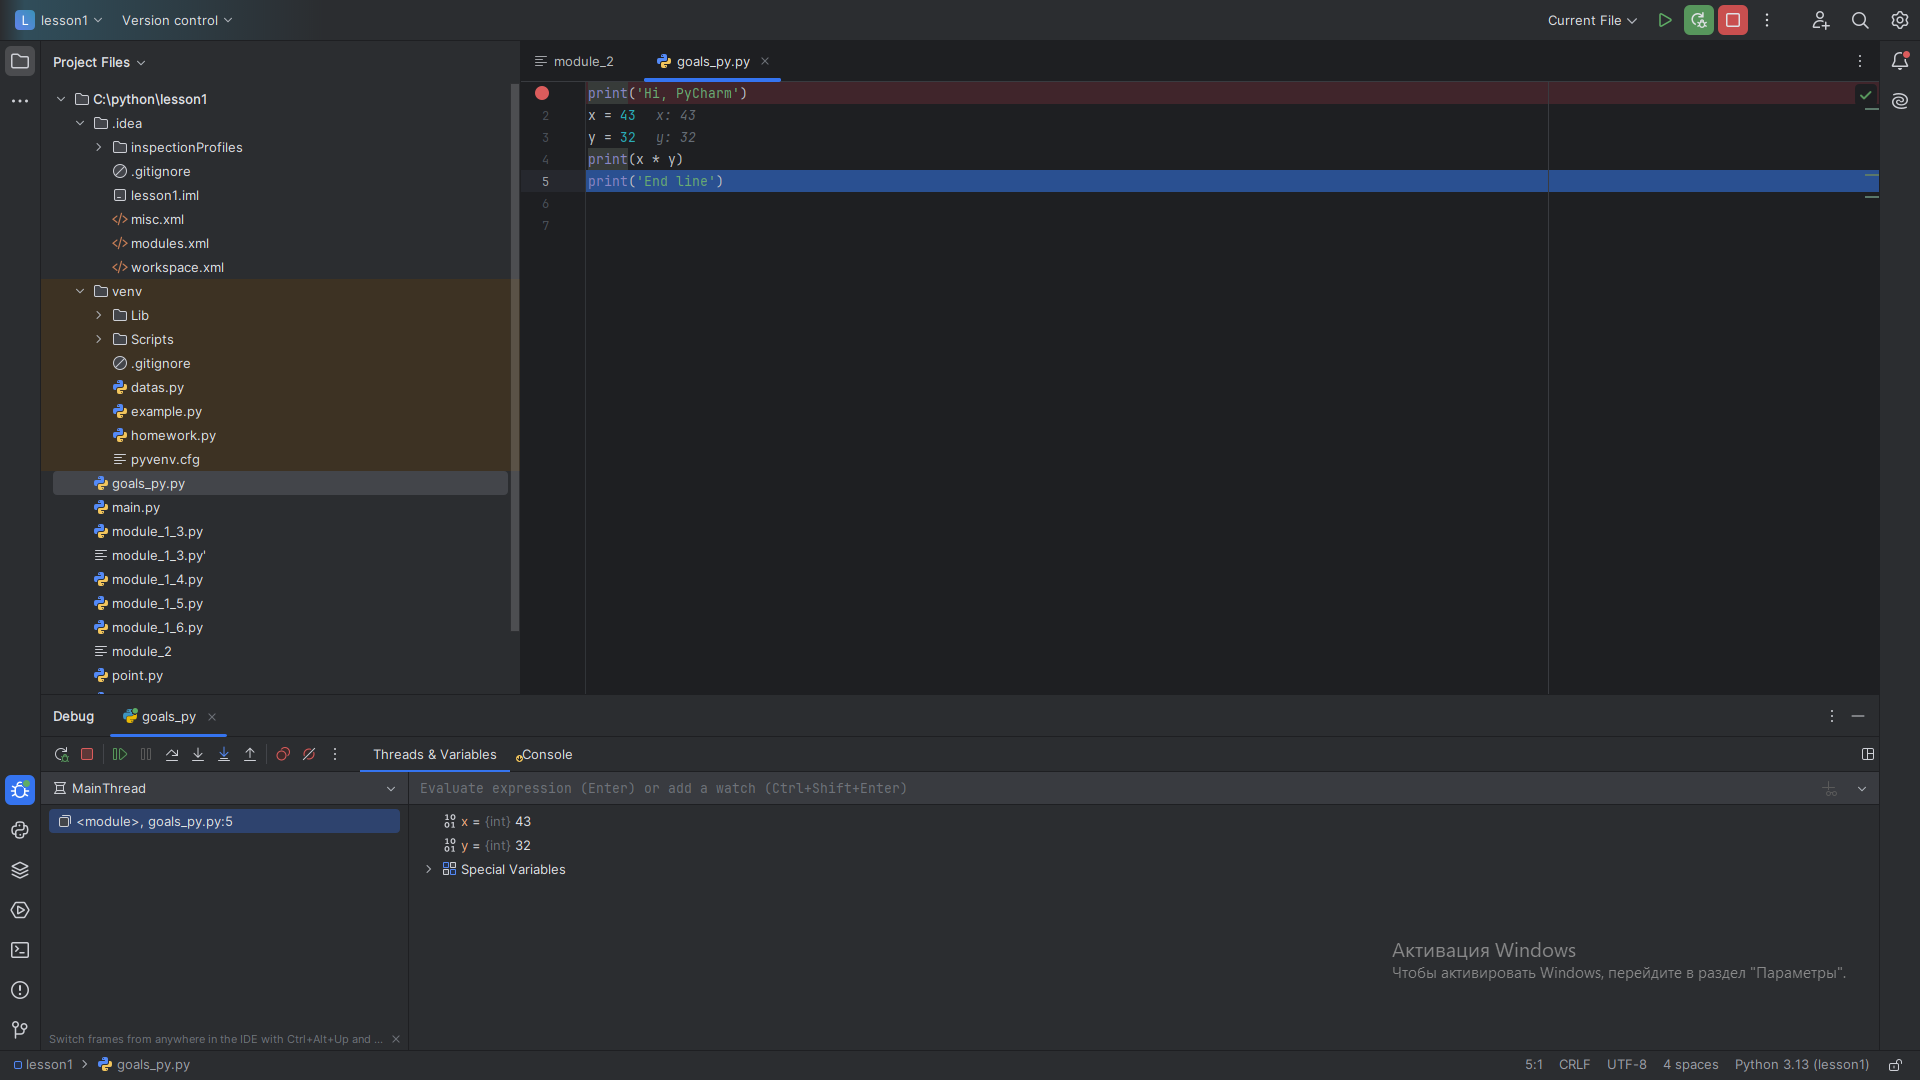 L lesson1 Version control Current File
Project Files
module_2 goals_py.py
C:\python\lesson1
.idea
inspectionProfiles
.gitignore
lesson1.iml
misc.xml
modules.xml
workspace.xml
venv
Lib
Scripts
.gitignore
datas.py
example.py
homework.py
pyvenv.cfg
goals_py.py
main.py
module_1_3.py
module_1_3.py'
module_1_4.py
module_1_5.py
module_1_6.py
module_2
point.py
print('Hi, PyCharm')
2 x = 43 x: 43
3 y = 32 y: 32
4 print(x * y)
5 print('End line')
6
7
Debug goals_py
Threads & Variables Console
MainThread
Evaluate expression (Enter) or add a watch (Ctrl+Shift+Enter)
<module>, goals_py.py:5
x = {int} 43
y = {int} 32
Special Variables
Активация Windows
Чтобы активировать Windows, перейдите в раздел "Параметры".
Switch frames from anywhere in the IDE with Ctrl+Alt+Up and ...
lesson1 > goals_py.py
5:1 CRLF UTF-8 4 spaces Python 3.13 (lesson1)